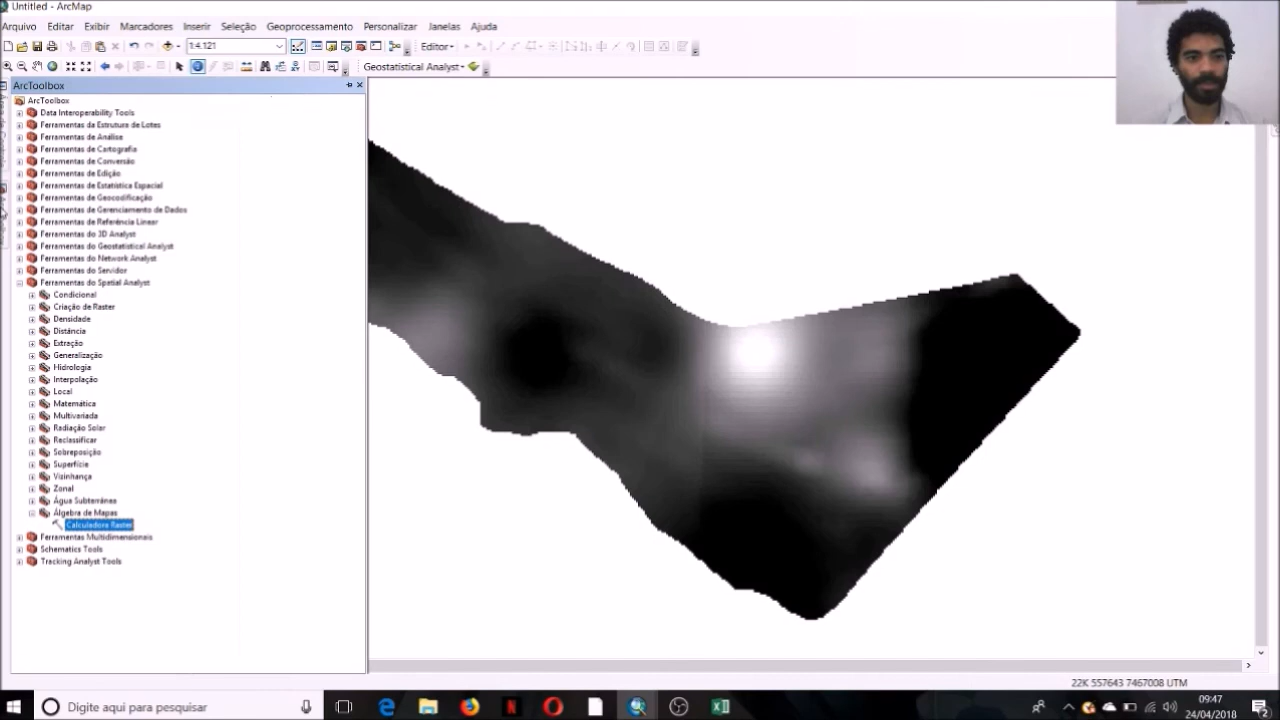 Untitled - ArcMap
Arquivo Editar Exibir Marcadores Inserir Seleção Geoprocessamento Personalizar Janelas Ajuda
1:4.121
Editor
Geostatistical Analyst
ArcToolbox
ArcToolbox
Data Interoperability Tools
Ferramentas da Estrutura de Lotes
Ferramentas de Análise
Ferramentas de Cartografia
Ferramentas de Conversão
Ferramentas de Edição
Ferramentas de Estatística Espacial
Ferramentas de Geocodificação
Ferramentas de Gerenciamento de Dados
Ferramentas de Referência Linear
Ferramentas do 3D Analyst
Ferramentas do Geostatistical Analyst
Ferramentas do Network Analyst
Ferramentas do Servidor
Ferramentas do Spatial Analyst
Condicional
Criação de Raster
Densidade
Distância
Extração
Generalização
Hidrologia
Interpolação
Local
Matemática
Multivariada
Radiação Solar
Reclassificar
Sobreposição
Superfície
Vizinhança
Zonal
Água Subterrânea
Álgebra de Mapas
Calculadora Raster
Ferramentas Multidimensionais
Schematics Tools
Tracking Analyst Tools
22K 557643 7467008 UTM
Digite aqui para pesquisar
09:47
24/04/2018
2